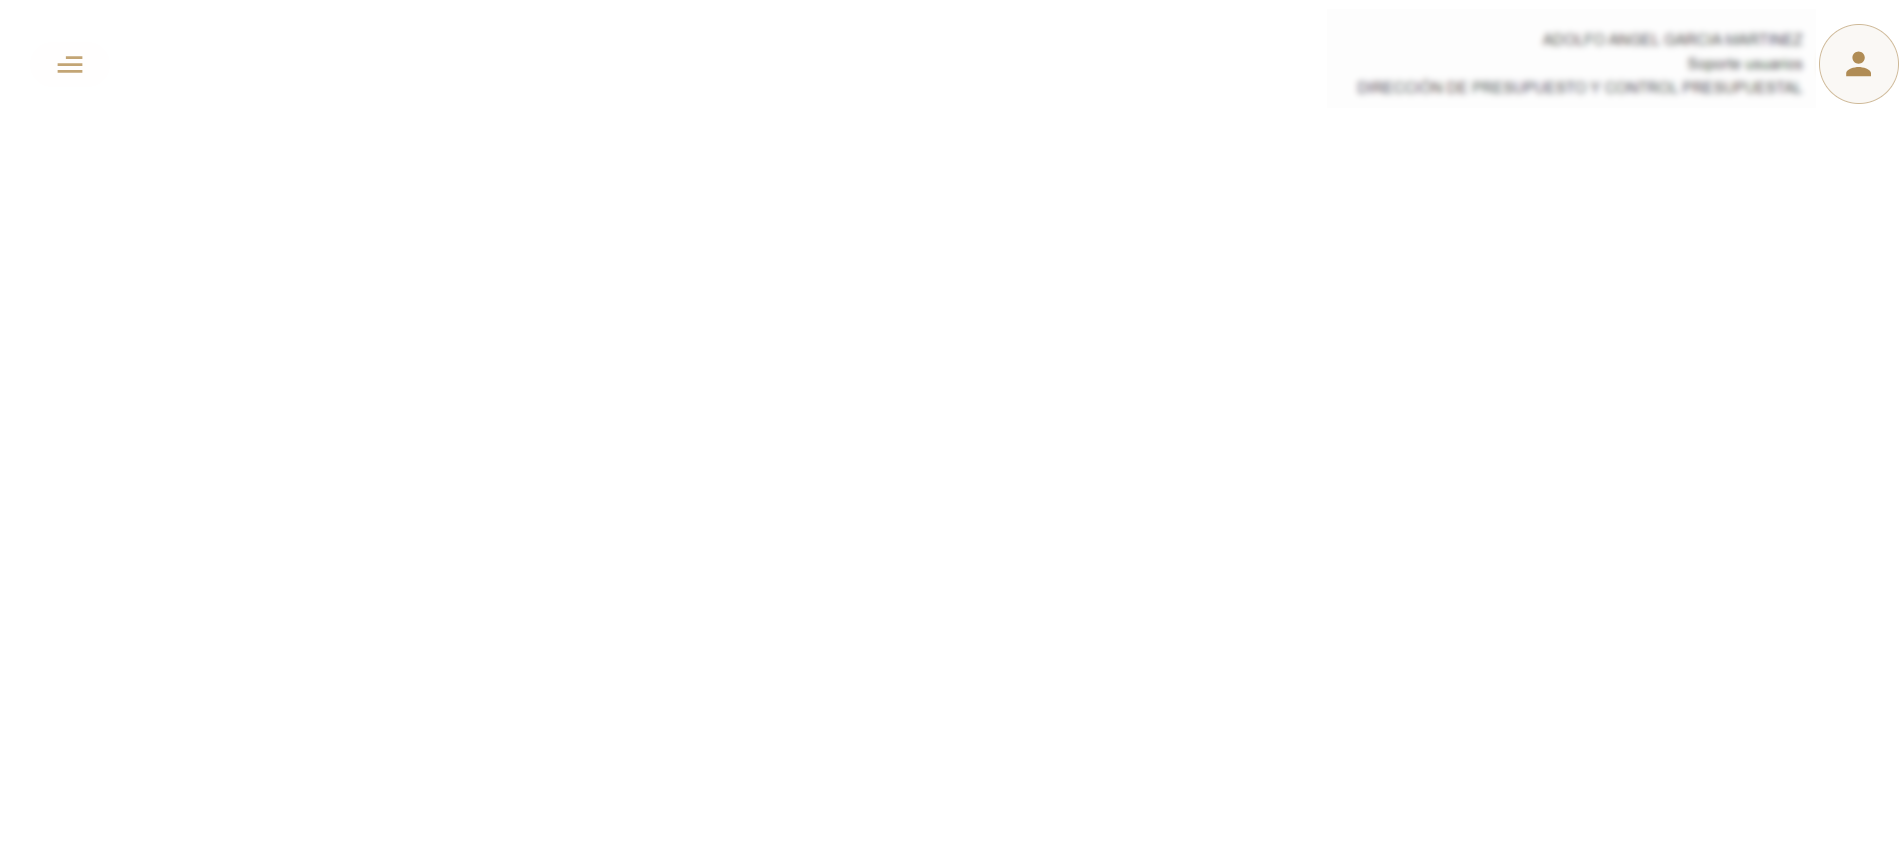 ADOLFO ANGEL GARCIA MARTINEZ
Soporte usuarios
DIRECCIÓN DE PRESUPUESTO Y CONTROL PRESUPUESTAL